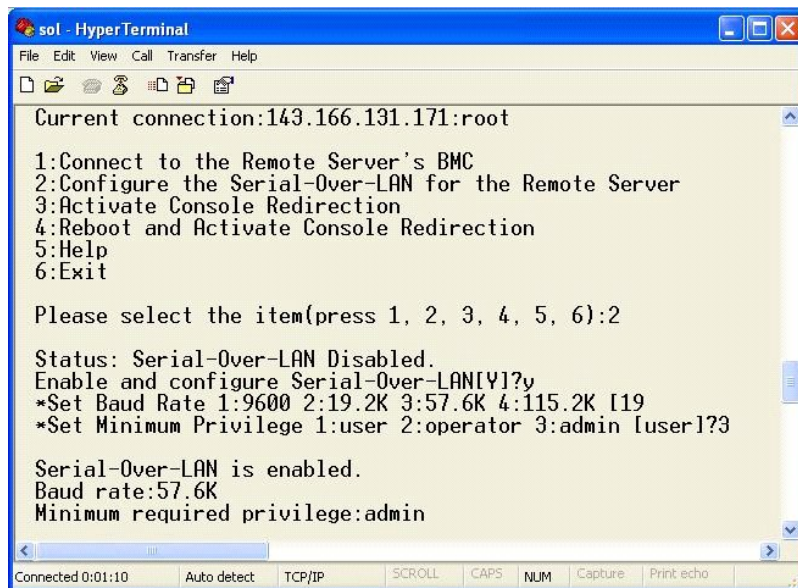 sol - HyperTerminal
File Edit View Call Transfer Help
Current connection:143.166.131.171:root
1:Connect to the Remote Server's BMC
2:Configure the Serial-Over-LAN for the Remote Server
3:Activate Console Redirection
4:Reboot and Activate Console Redirection
5:Help
6:Exit
Please select the item(press 1, 2, 3, 4, 5, 6):2
Status: Serial-Over-LAN Disabled.
Enable and configure Serial-Over-LAN[Y]?y
*Set Baud Rate 1:9600 2:19.2K 3:57.6K 4:115.2K [19
*Set Minimum Privilege 1:user 2:operator 3:admin [user]?3
Serial-Over-LAN is enabled.
Baud rate:57.6K
Minimum required privilege:admin
Connected 0:01:10 Auto detect TCP/IP SCROLL CAPS NUM Capture Print echo